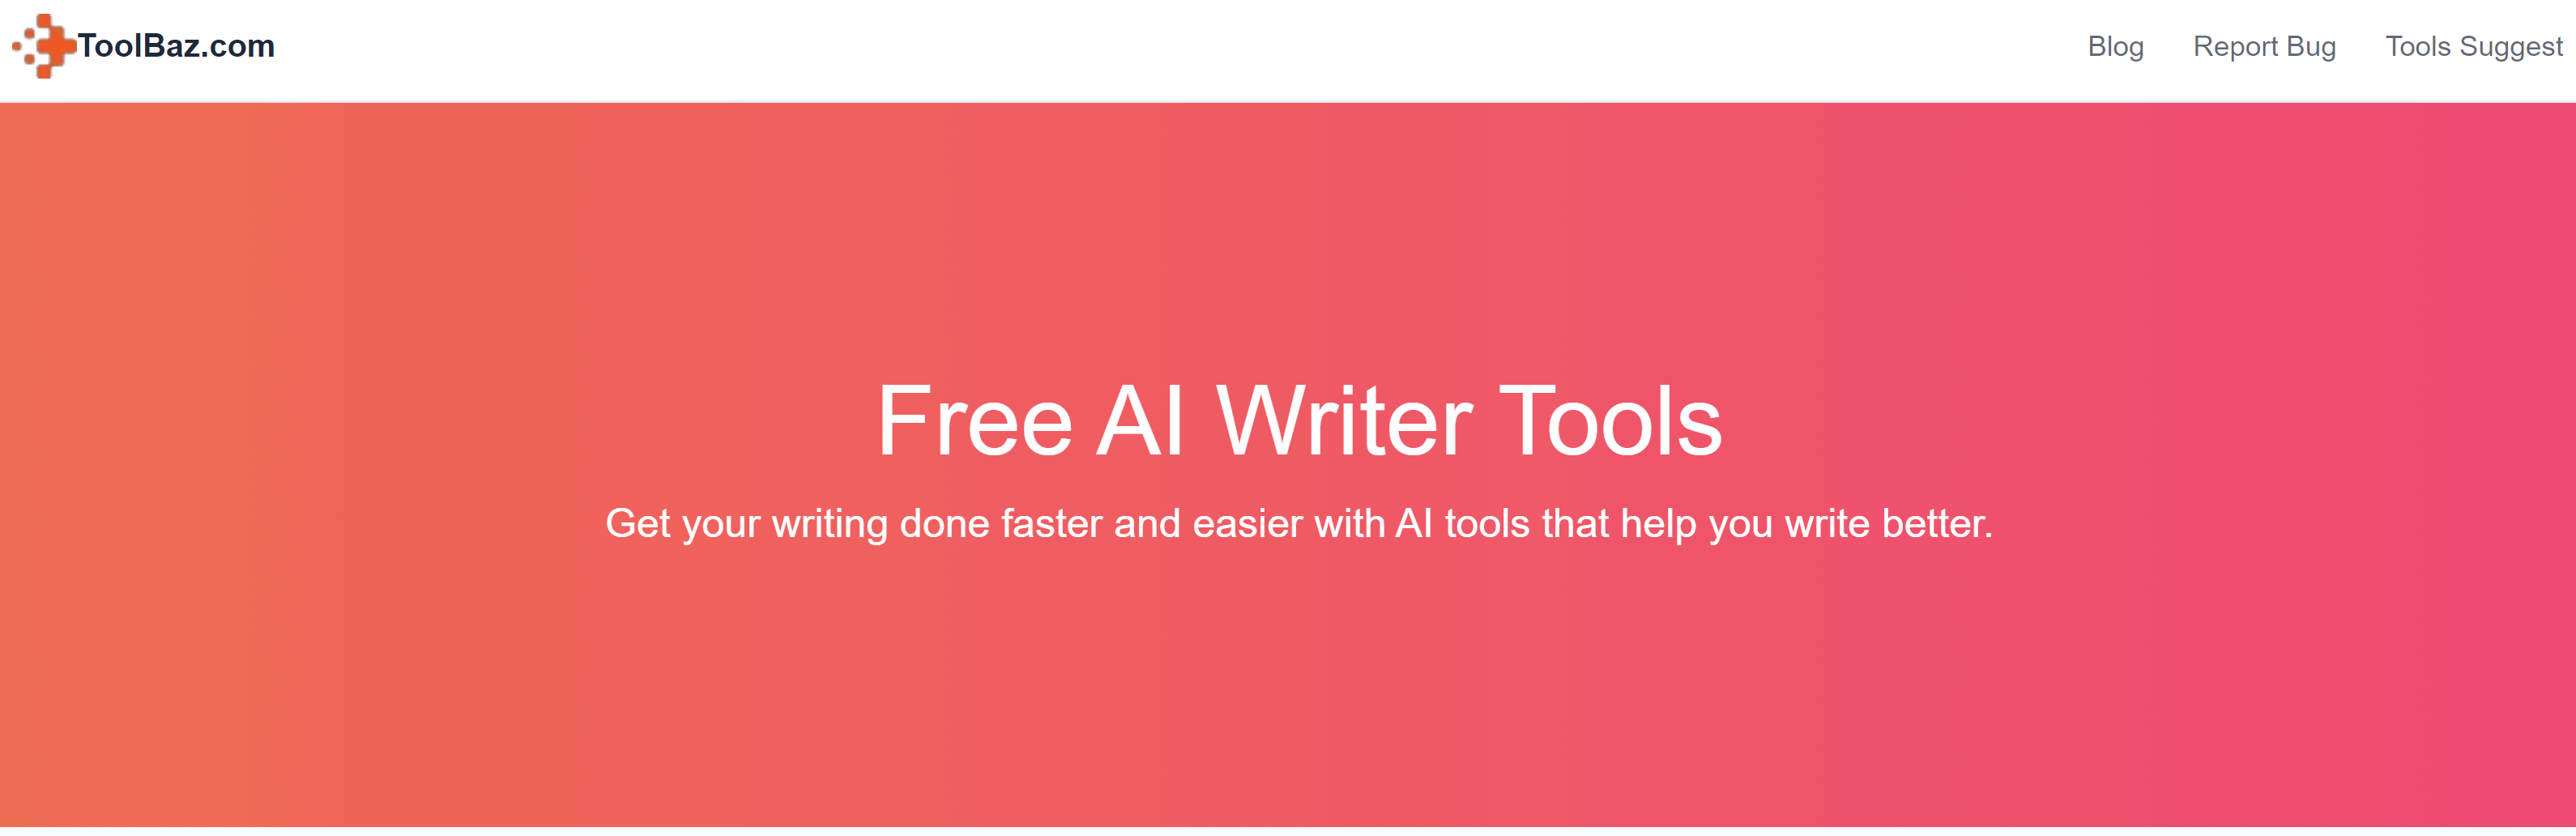 ToolBaz.com
Blog Report Bug Tools Suggest
Free AI Writer Tools
Get your writing done faster and easier with AI tools that help you write better.